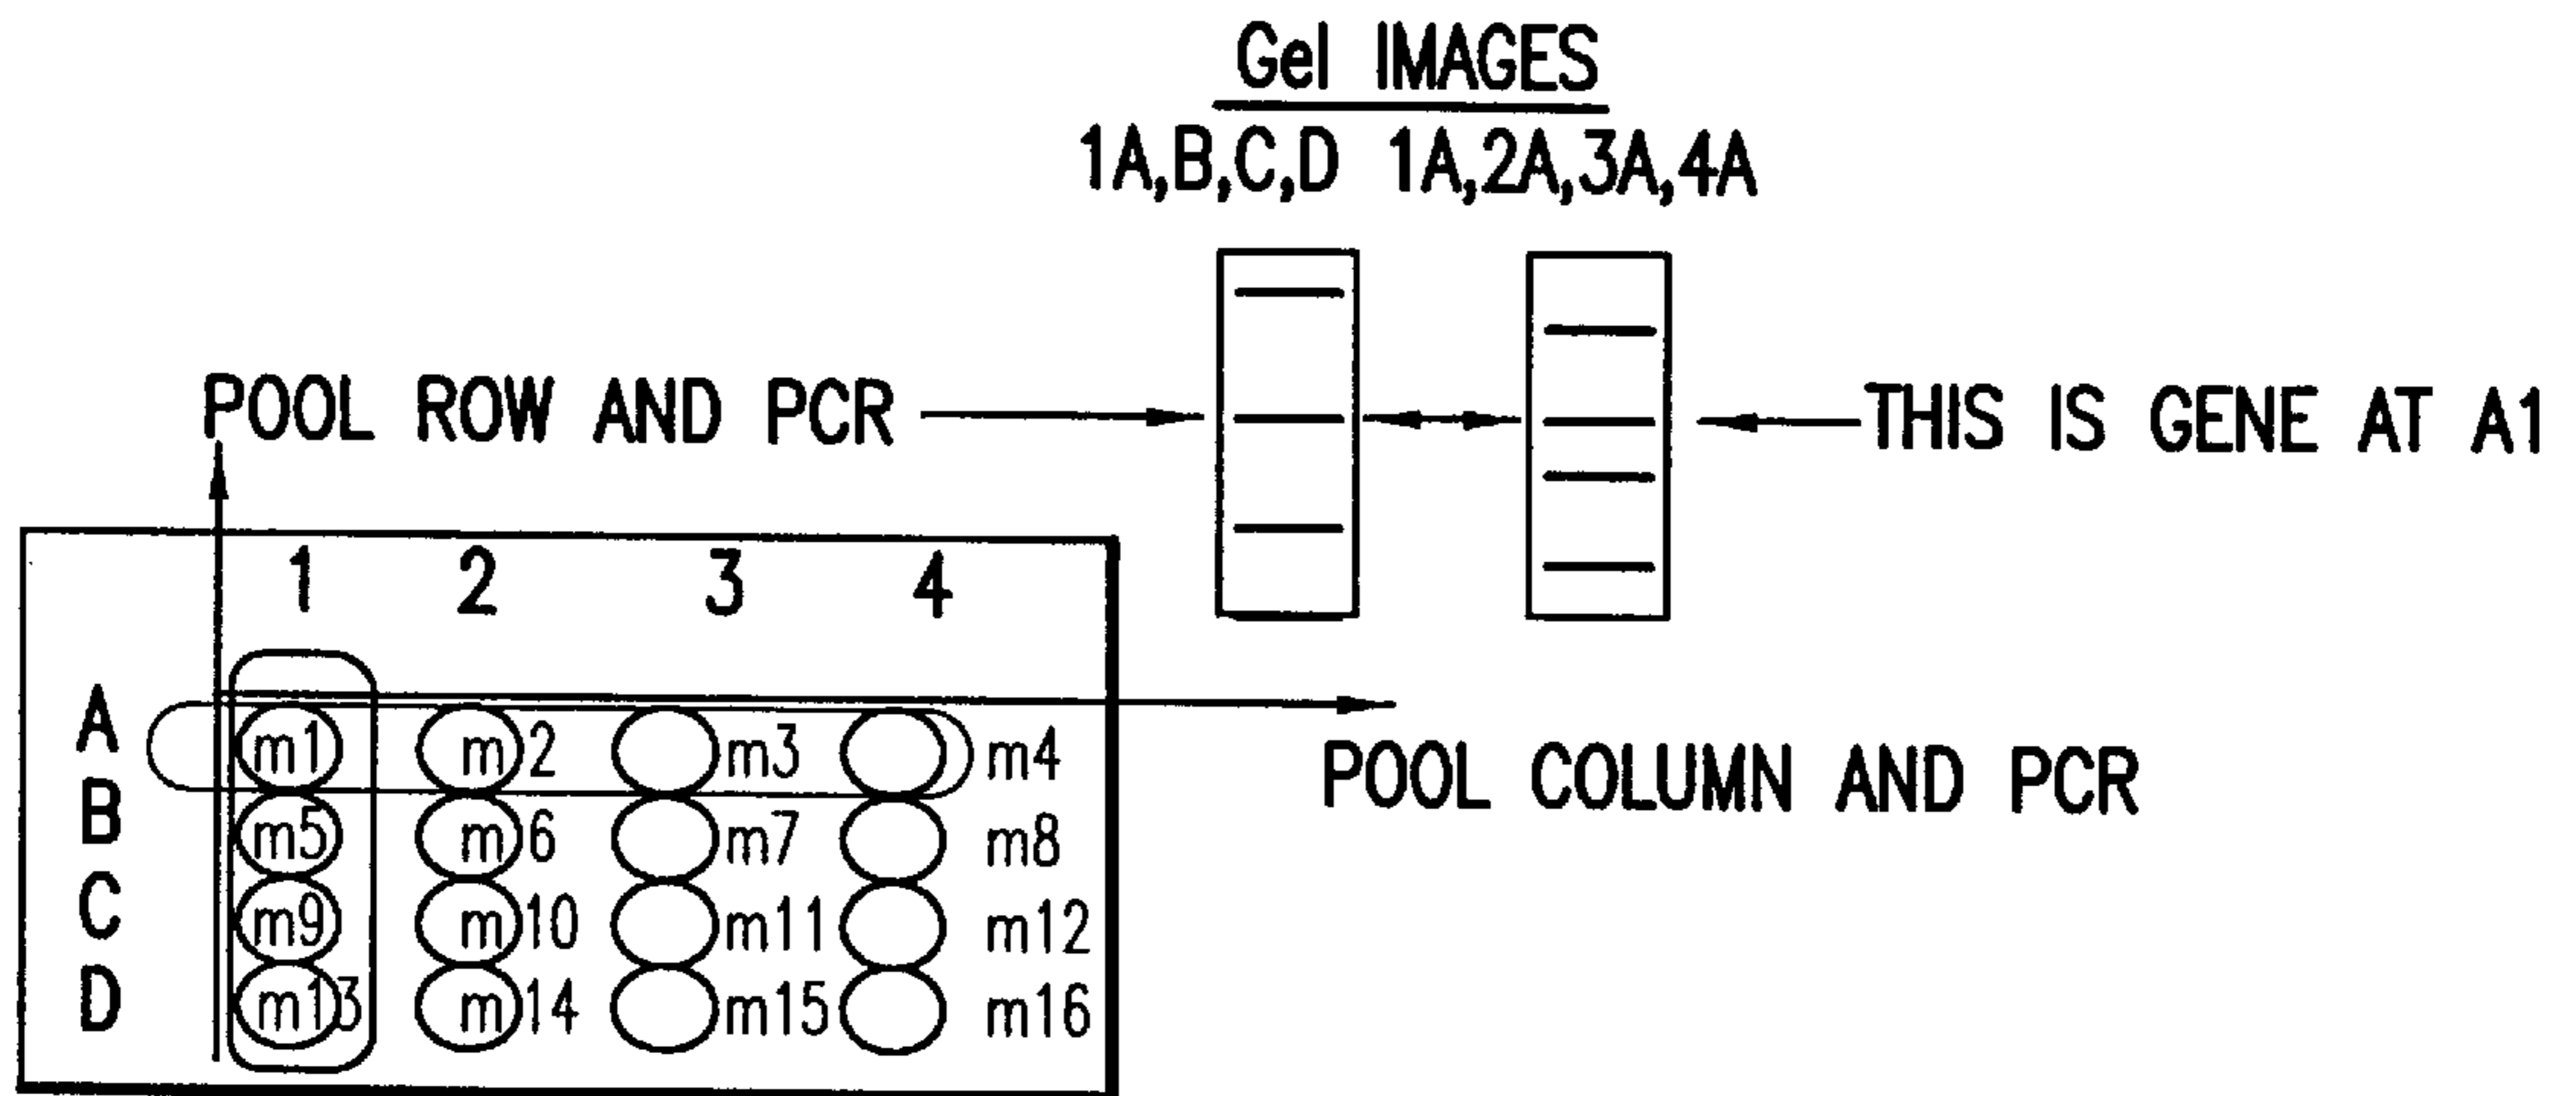 Gel IMAGES
1A,B,C,D 1A,2A,3A,4A
POOL ROW AND PCR
THIS IS GENE AT A1
1 2 3 4
A m1 m2 m3 m4
POOL COLUMN AND PCR
B m5 m6 m7 m8
C m9 m10 m11 m12
D m13 m14 m15 m16